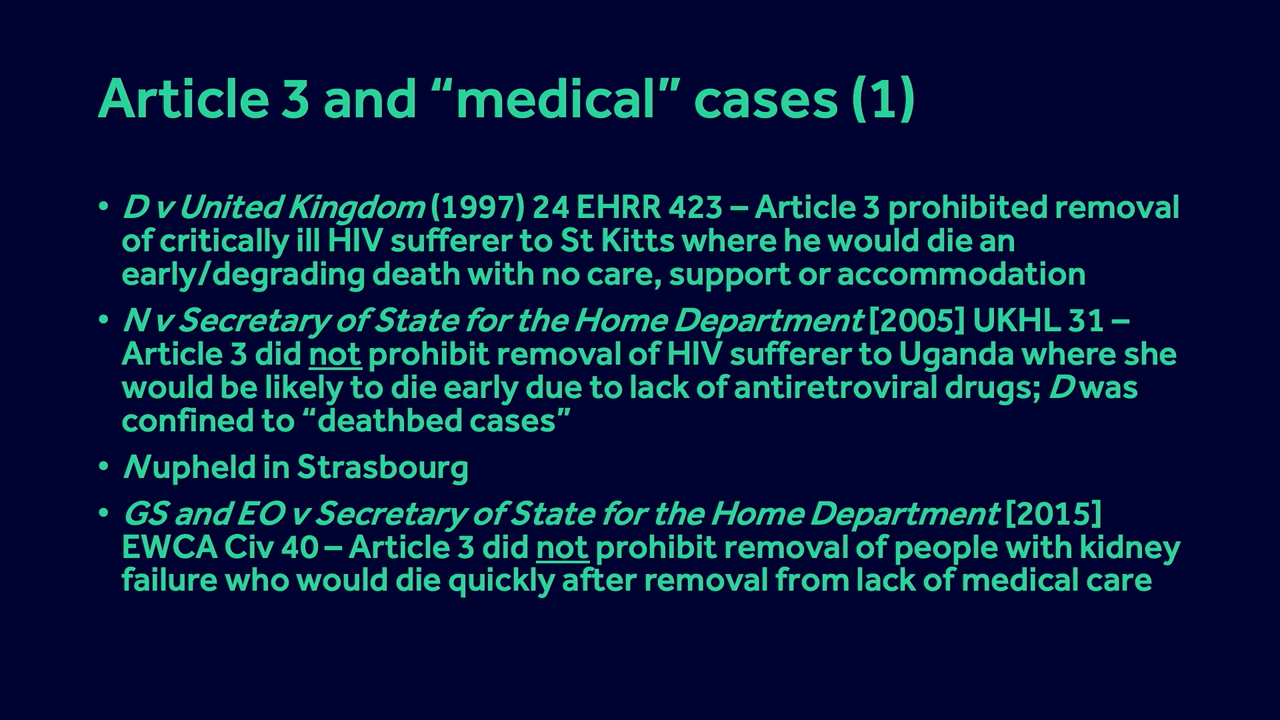 Article 3 and “medical” cases (1)
• D v United Kingdom (1997) 24 EHRR 423 – Article 3 prohibited removal
of critically ill HIV sufferer to St Kitts where he would die an
early/degrading death with no care, support or accommodation
• N v Secretary of State for the Home Department [2005] UKHL 31 –
Article 3 did not prohibit removal of HIV sufferer to Uganda where she
would be likely to die early due to lack of antiretroviral drugs; D was
confined to “deathbed cases”
• N upheld in Strasbourg
• GS and EO v Secretary of State for the Home Department [2015]
EWCA Civ 40 – Article 3 did not prohibit removal of people with kidney
failure who would die quickly after removal from lack of medical care